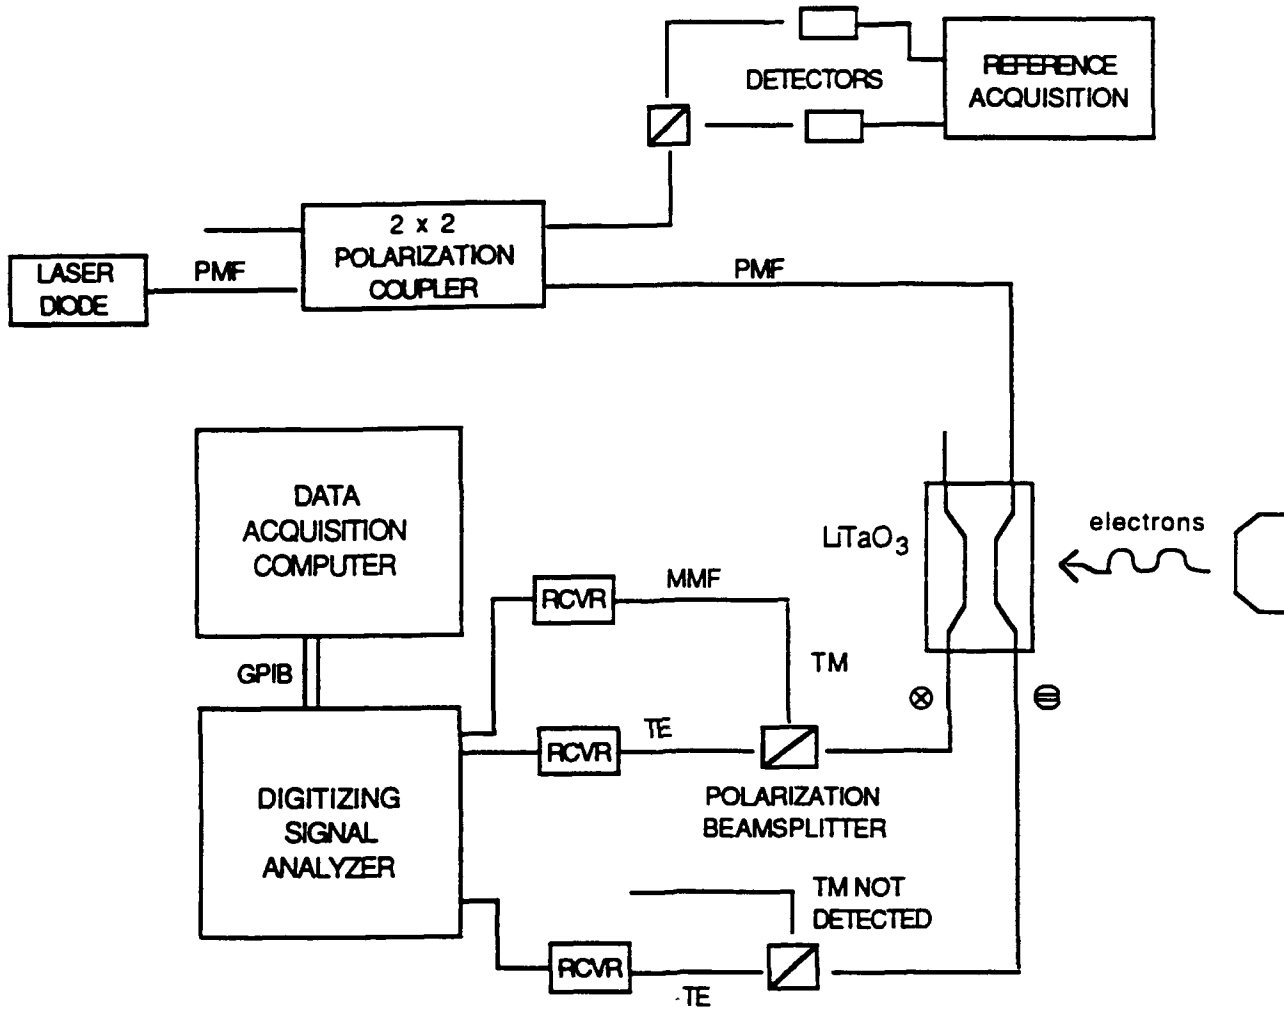 DETECTORS
REFERENCE
ACQUISITION
2 x 2
POLARIZATION
COUPLER
LASER
DIODE
PMF
PMF
DATA
ACQUISITION
COMPUTER
LiTaO3
electrons
RCVR
MMF
GPIB
TM
RCVR
TE
DIGITIZING
SIGNAL
ANALYZER
POLARIZATION
BEAMSPLITTER
TM NOT
DETECTED
RCVR
TE